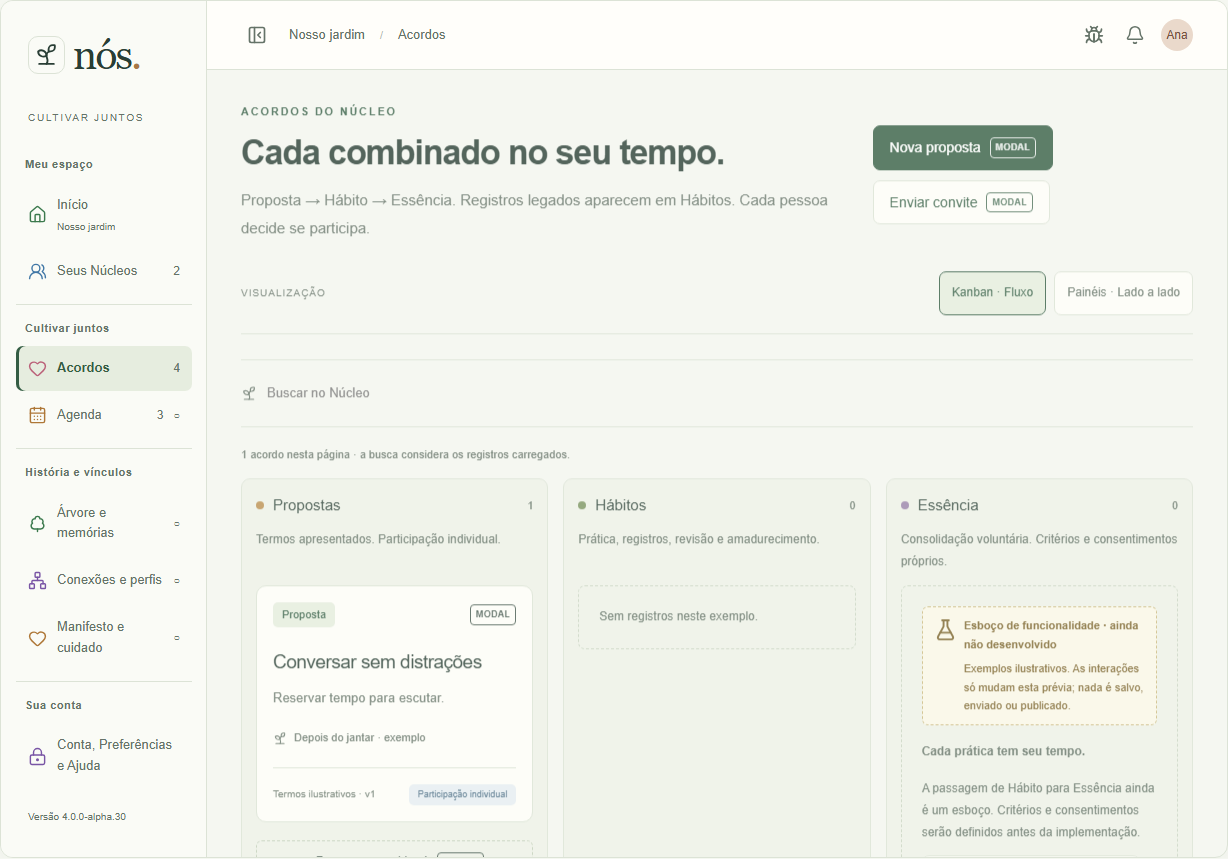 nós.
CULTIVAR JUNTOS
Meu espaço
Início
Nosso jardim
Seus Núcleos 2
Cultivar juntos
Acordos 4
Agenda 3
História e vínculos
Árvore e
memórias
Conexões e perfis
Manifesto e
cuidado
Sua conta
Conta, Preferências
e Ajuda
Versão 4.0.0-alpha.30
Nosso jardim / Acordos
Ana
ACORDOS DO NÚCLEO
Cada combinado no seu tempo.
Proposta → Hábito → Essência. Registros legados aparecem em Hábitos. Cada pessoa
decide se participa.
Nova proposta MODAL
Enviar convite MODAL
VISUALIZAÇÃO
Kanban · Fluxo
Painéis · Lado a lado
Buscar no Núcleo
1 acordo nesta página · a busca considera os registros carregados.
Propostas 1
Termos apresentados. Participação individual.
Proposta MODAL
Conversar sem distrações
Reservar tempo para escutar.
Depois do jantar · exemplo
Termos ilustrativos · v1
Participação individual
Hábitos 0
Prática, registros, revisão e amadurecimento.
Sem registros neste exemplo.
Essência 0
Consolidação voluntária. Critérios e consentimentos
próprios.
Esboço de funcionalidade · ainda
não desenvolvido
Exemplos ilustrativos. As interações
só mudam esta prévia; nada é salvo,
enviado ou publicado.
Cada prática tem seu tempo.
A passagem de Hábito para Essência ainda
é um esboço. Critérios e consentimentos
serão definidos antes da implementação.